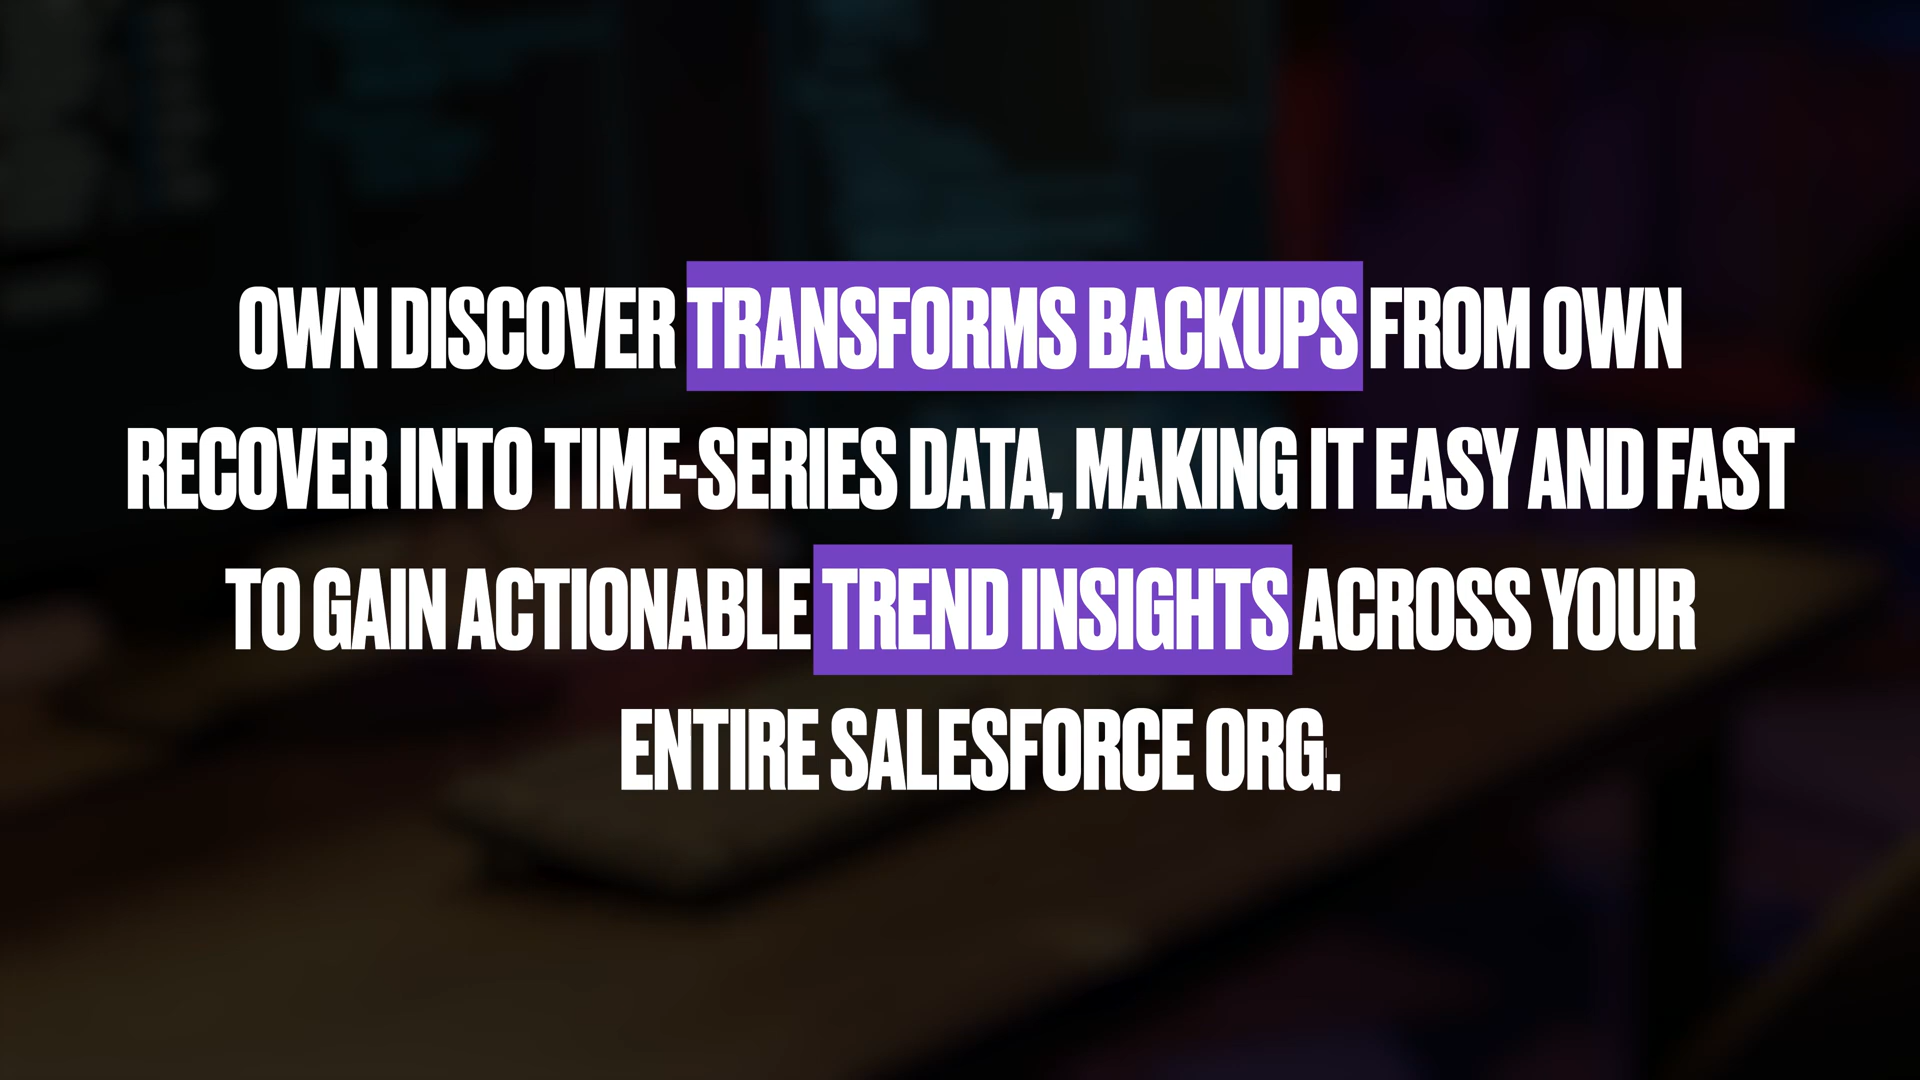 OWN DISCOVER TRANSFORMS BACKUPS FROM OWN
RECOVER INTO TIME-SERIES DATA, MAKING IT EASY AND FAST
TO GAIN ACTIONABLE TREND INSIGHTS ACROSS YOUR
ENTIRE SALESFORCE ORG.